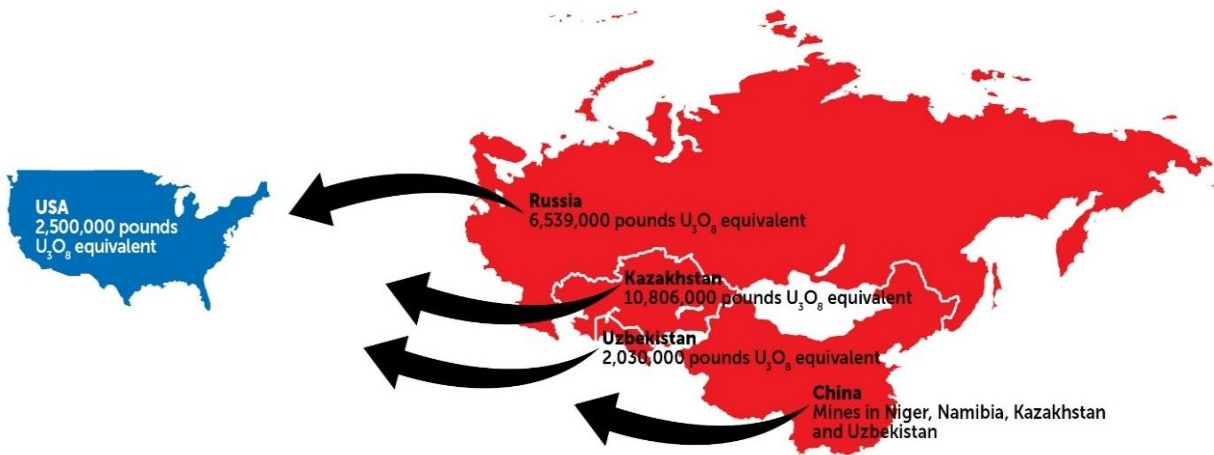 USA
2,500,000 pounds
U₃O₈ equivalent
Russia
6,539,000 pounds U₃O₈ equivalent
Kazakhstan
10,806,000 pounds U₃O₈ equivalent
Uzbekistan
2,030,000 pounds U₃O₈ equivalent
China
Mines in Niger, Namibia, Kazakhstan
and Uzbekistan